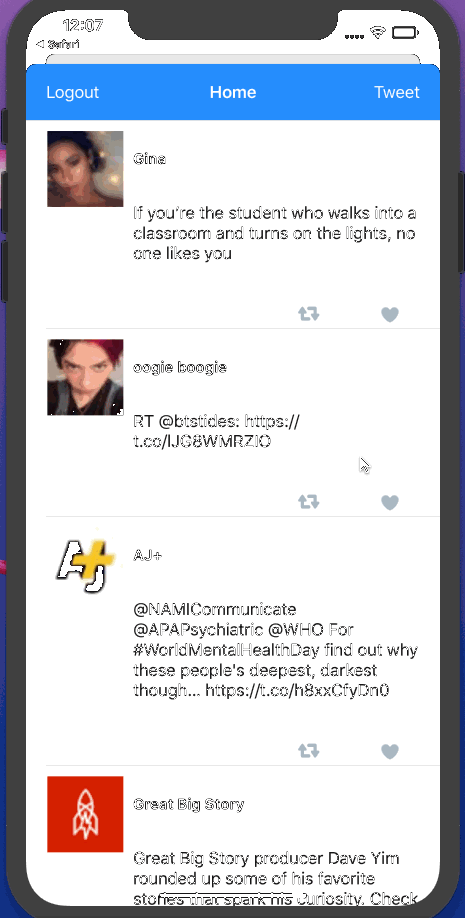 12:07
Safari
Logout
Home
Tweet
Gina
If you're the student who walks into a
classroom and turns on the lights, no
one likes you
oogie boogie
RT @btstides: https://
t.co/lJG8WMRZIO
AJ+
AJ+
@NAMICommunicate
@APAPsychiatric @WHO For
#WorldMentalHealthDay find out why
these people's deepest, darkest
though... https://t.co/h8xxCfyDn0
Great Big Story
Great Big Story producer Dave Yim
rounded up some of his favorite
stories that spark his curiosity. Check